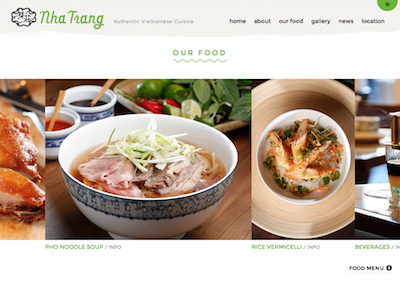 Nha Trang
Authentic Vietnamese Cuisine
home about our food gallery news location
OUR FOOD
PHO NOODLE SOUP / INFO
RICE VERMICELLI / INFO
BEVERAGES / IN
FOOD MENU